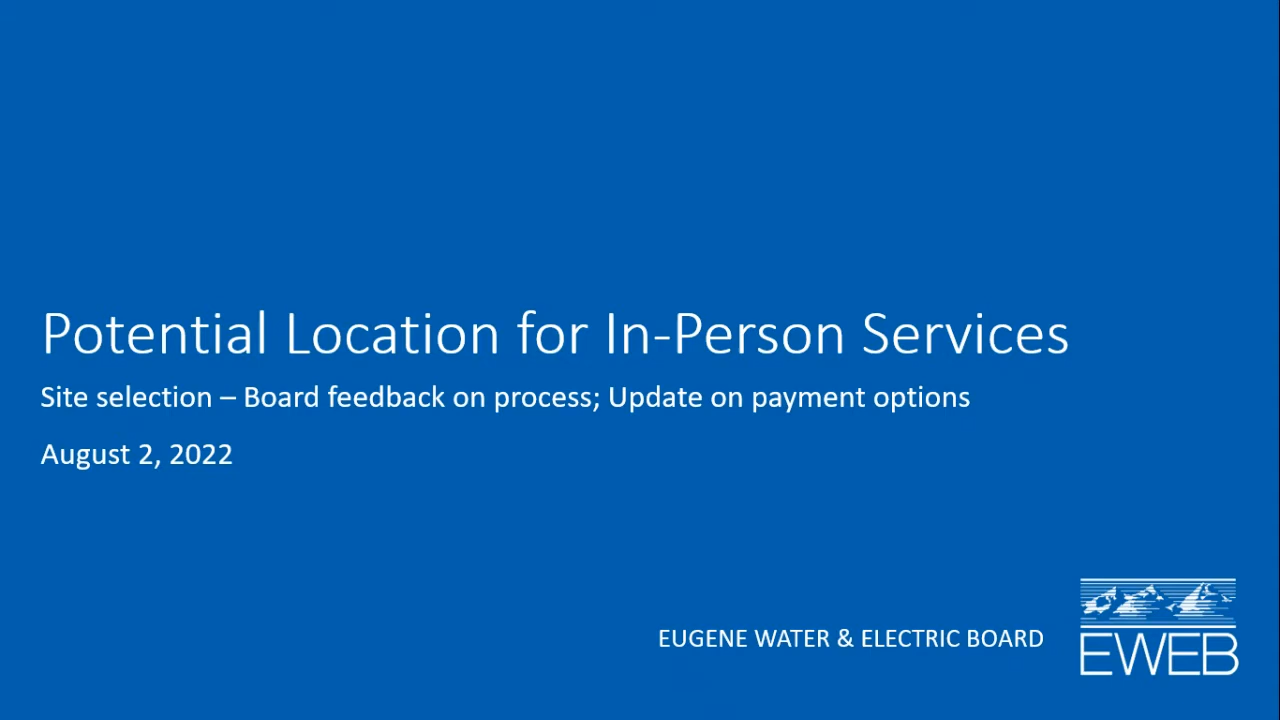 Potential Location for In-Person Services
Site selection – Board feedback on process; Update on payment options
August 2, 2022
EUGENE WATER & ELECTRIC BOARD
EWEB